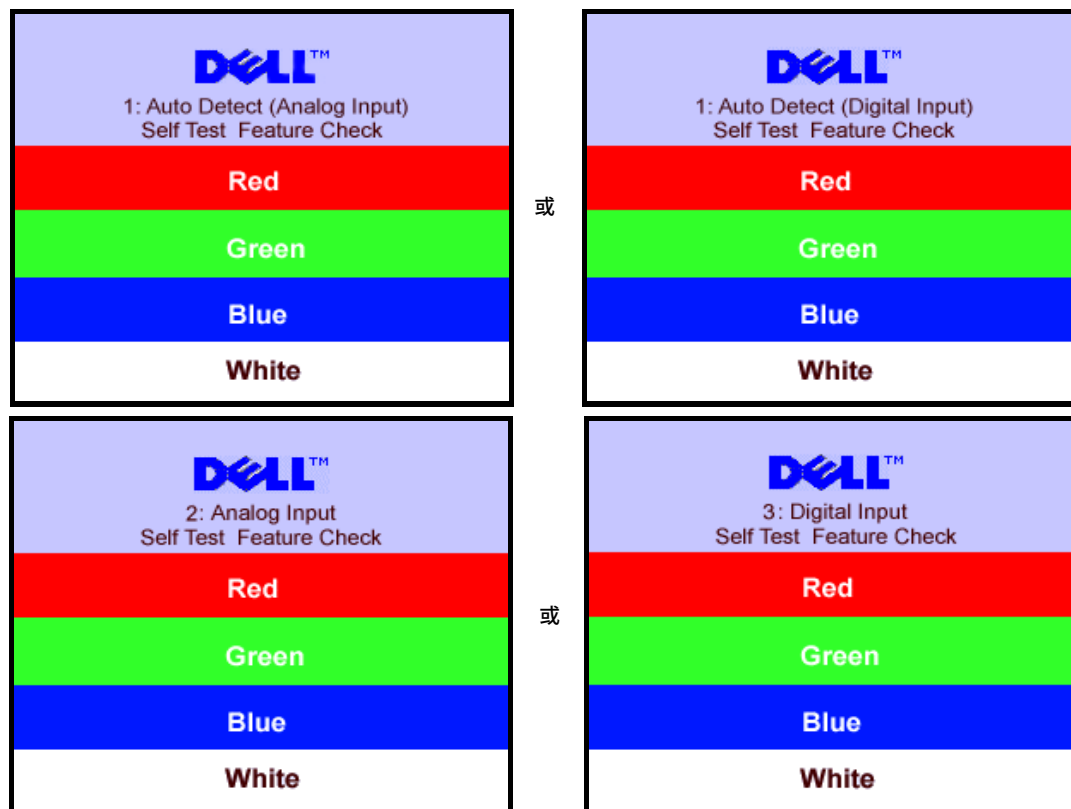 DELL™
1: Auto Detect (Analog Input)
Self Test Feature Check
Red
Green
Blue
White
或
DELL™
1: Auto Detect (Digital Input)
Self Test Feature Check
Red
Green
Blue
White
DELL™
2: Analog Input
Self Test Feature Check
Red
Green
Blue
White
或
DELL™
3: Digital Input
Self Test Feature Check
Red
Green
Blue
White